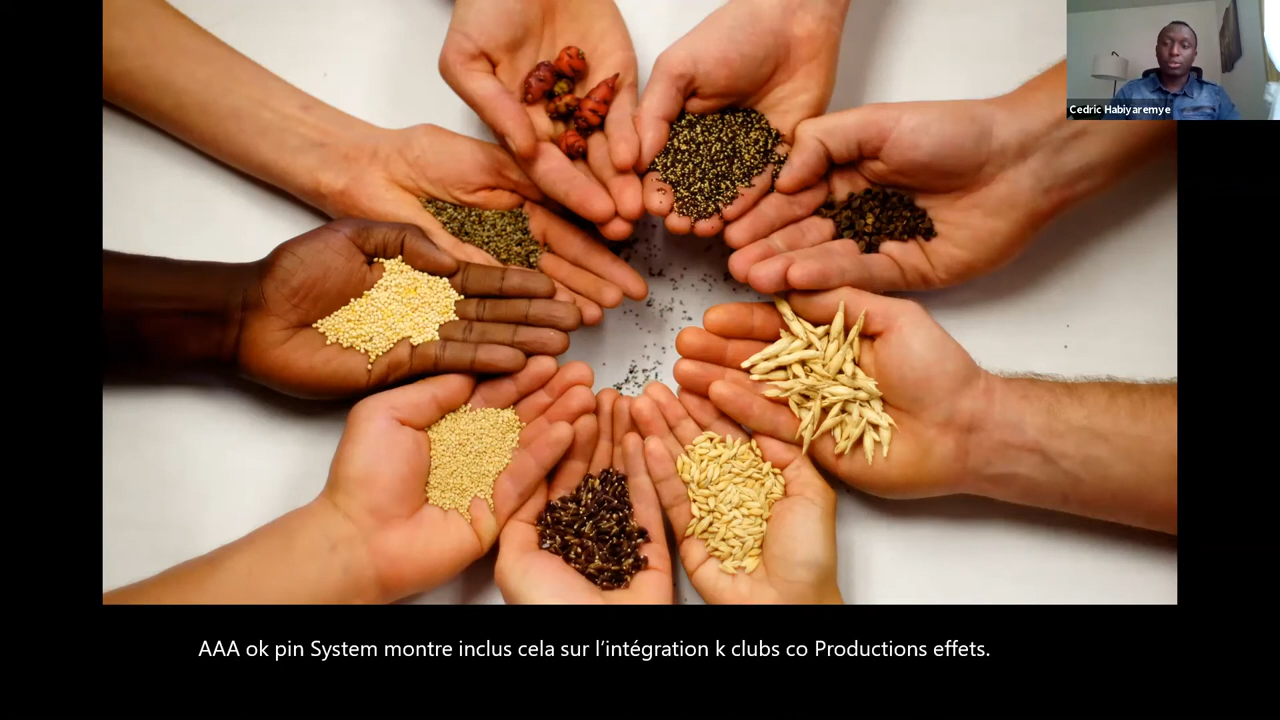 Cedric Habiyaremye
AAA ok pin System montre inclus cela sur l’intégration k clubs co Productions effets.